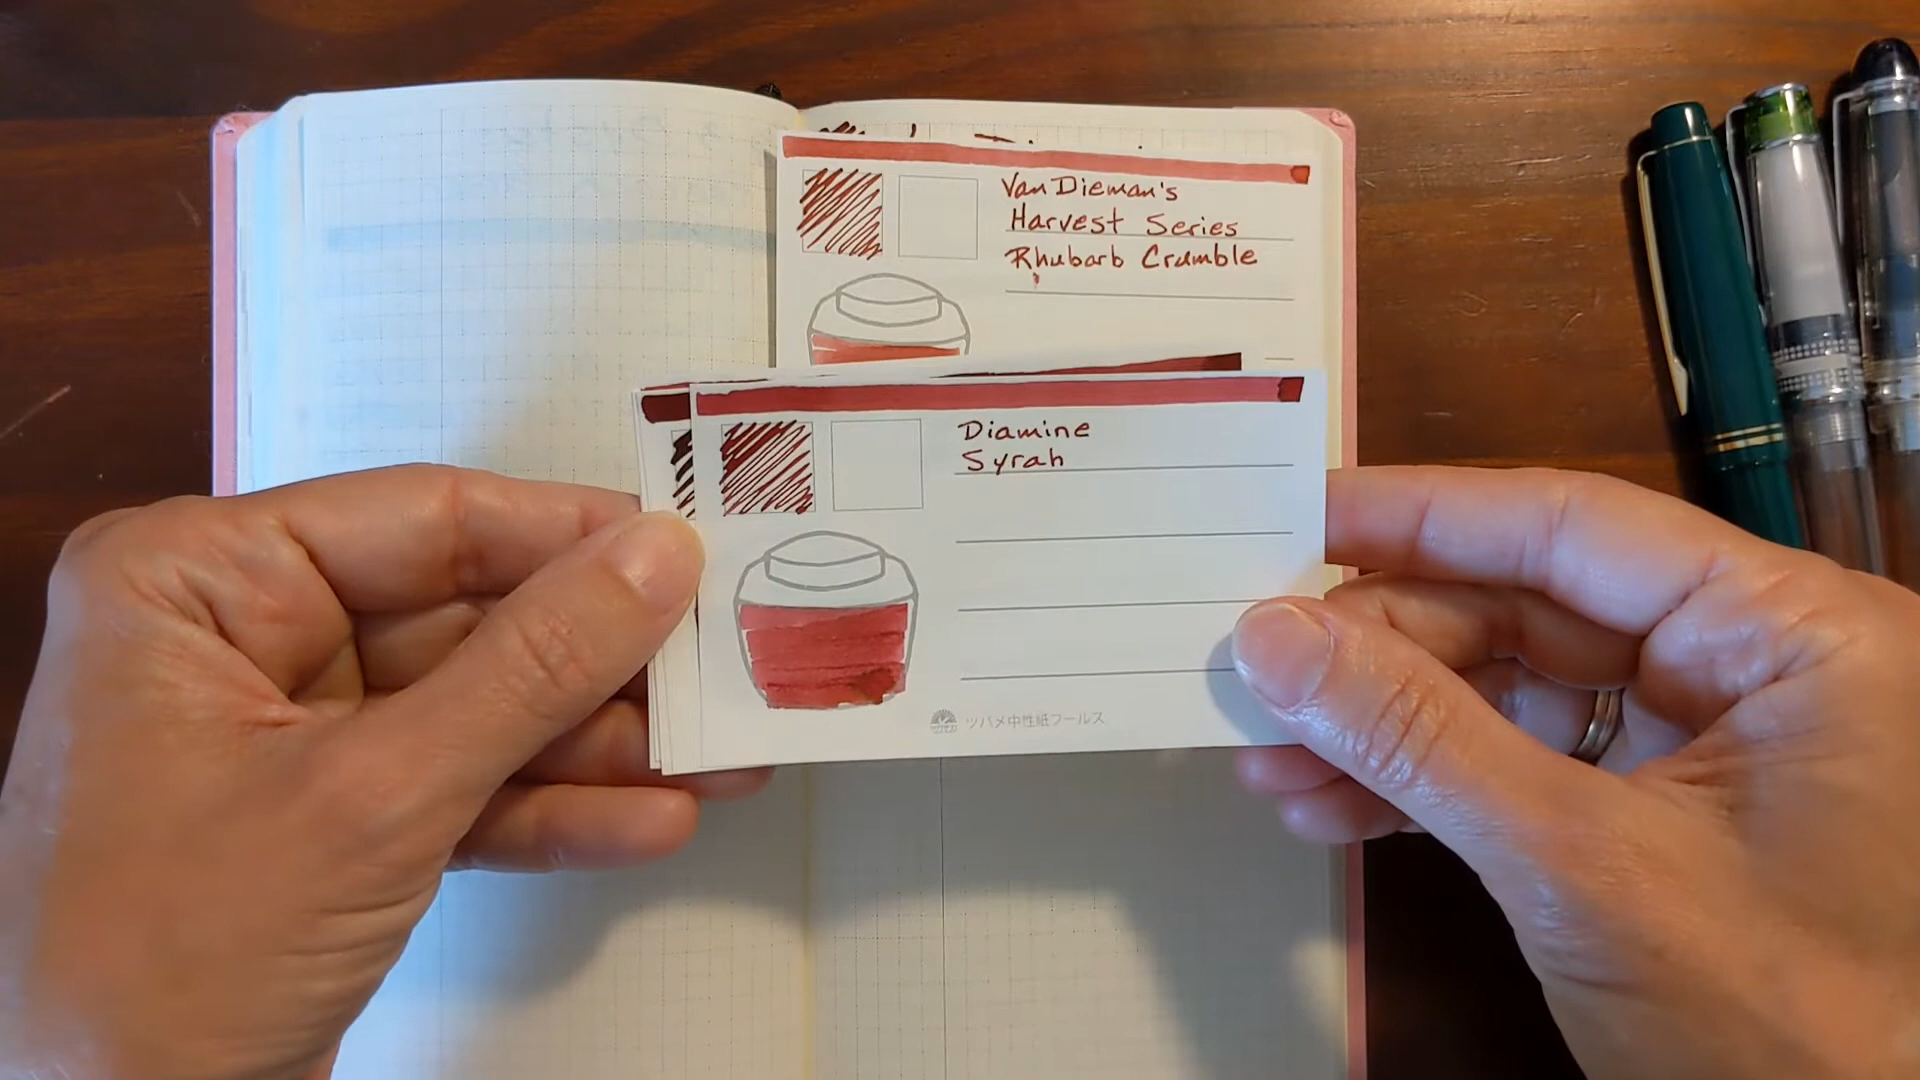 Van Dieman's
Harvest Series
Rhubarb Crumble
Diamine
Syrah
ツバメ中性紙フールス